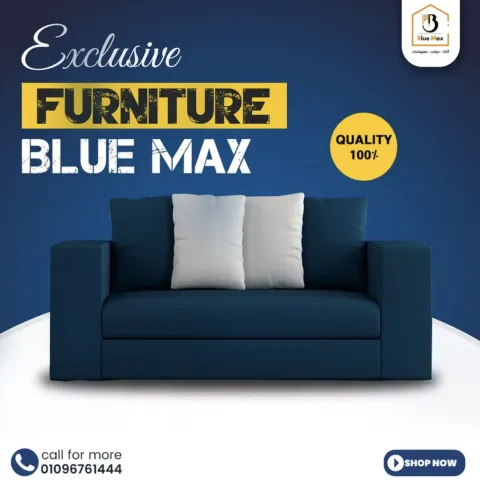 Blue Max
Exclusive
FURNITURE
BLUE MAX
QUALITY
100%
call for more
01096761444
SHOP NOW